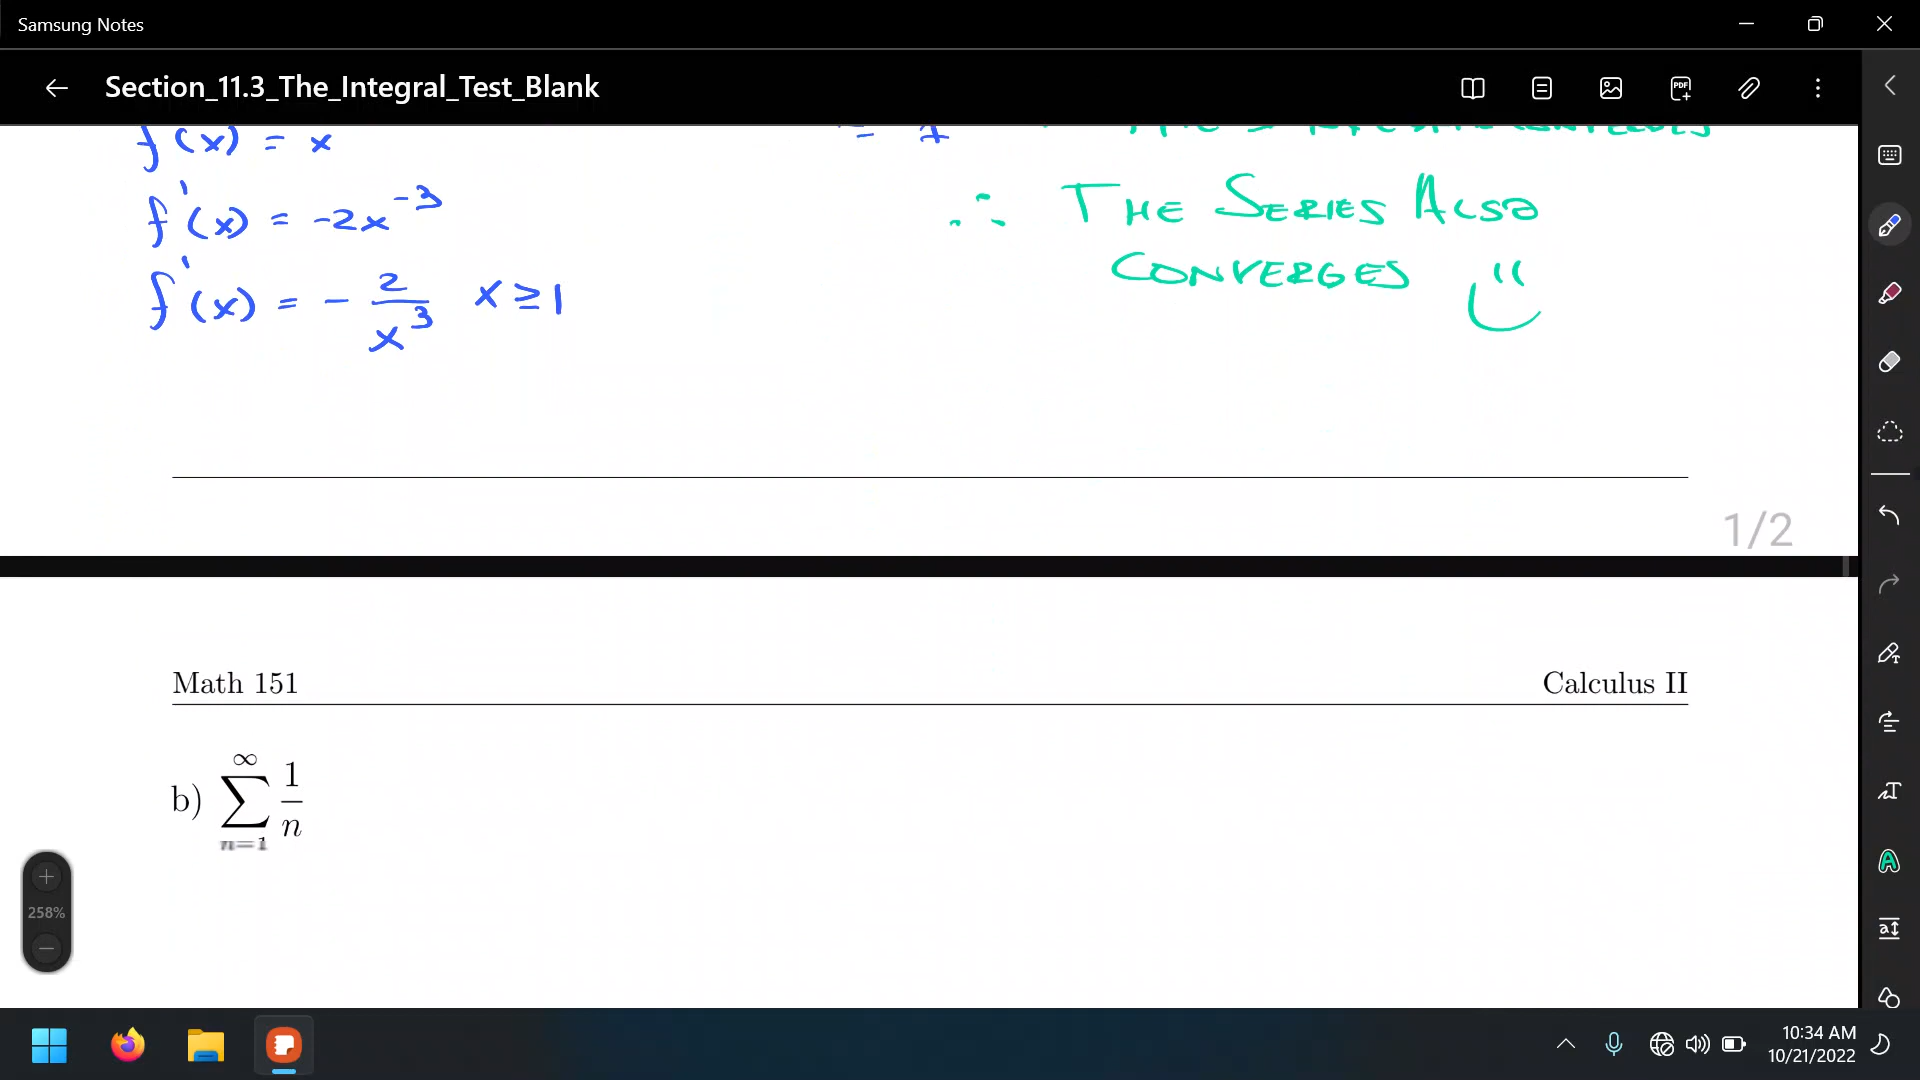 Samsung Notes
Section_11.3_The_Integral_Test_Blank
f(x) = x
f'(x) = -2x^-3
f'(x) = - 2/x^3 x ≥ 1
∴ THE SERIES ALSO
CONVERGES
1/2
Math 151
Calculus II
b) ∑ n=1 ∞ 1/n
258%
10:34 AM
10/21/2022